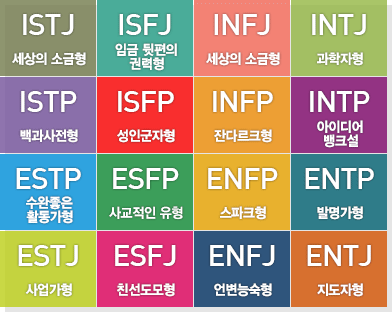 ISTJ
세상의 소금형
ISFJ
임금 뒷편의
권력형
INFJ
세상의 소금형
INTJ
과학자형
ISTP
백과사전형
ISFP
성인군자형
INFP
잔다르크형
INTP
아이디어
뱅크설
ESTP
수완좋은
활동가형
ESFP
사교적인 유형
ENFP
스파크형
ENTP
발명가형
ESTJ
사업가형
ESFJ
친선도모형
ENFJ
언변능숙형
ENTJ
지도자형